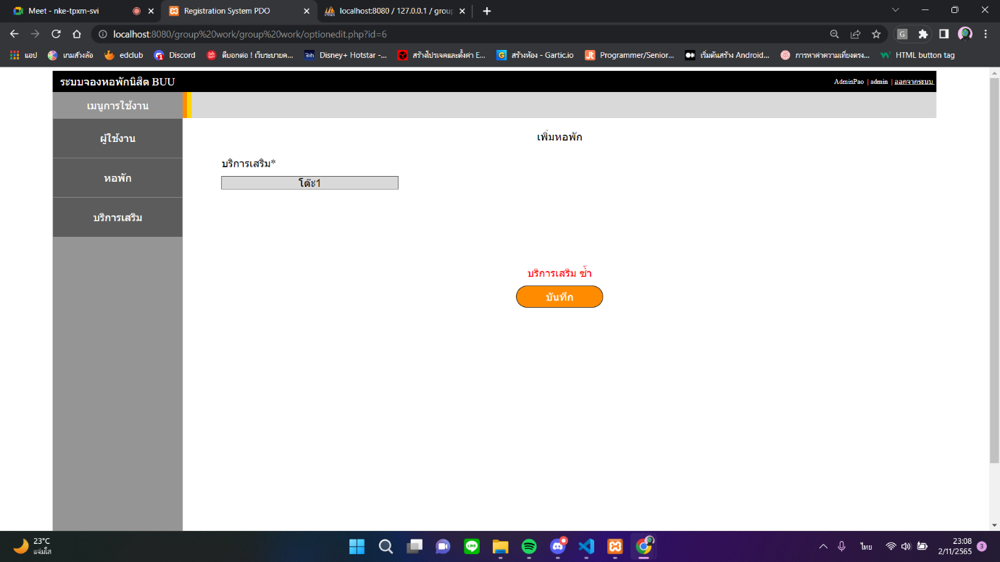 Meet - nke-tpxm-svi
Registration System PDO
localhost:8080 / 127.0.0.1 / group
localhost:8080/group%20work/group%20work/optionedit.php?id=6
แอป
เกมส์วงล้อ
eddub
Discord
ดีบอกต่อ ! เว็บระบายค...
Disney+ Hotstar -...
สร้างโปรเจคและตั้งค่า E...
สร้างห้อง - Gartic.io
Programmer/Senior...
เริ่มต้นสร้าง Android...
การหาค่าความเที่ยงตรง...
HTML button tag
ระบบจองหอพักนิสิต BUU
AdminPao | admin | ออกจากระบบ
เมนูการใช้งาน
ผู้ใช้งาน
หอพัก
บริการเสริม
เพิ่มหอพัก
บริการเสริม*
โต๊ะ1
บริการเสริม ซ้ำ
บันทึก
23°C
แจ่มใส
ไทย
23:08
2/11/2565
3